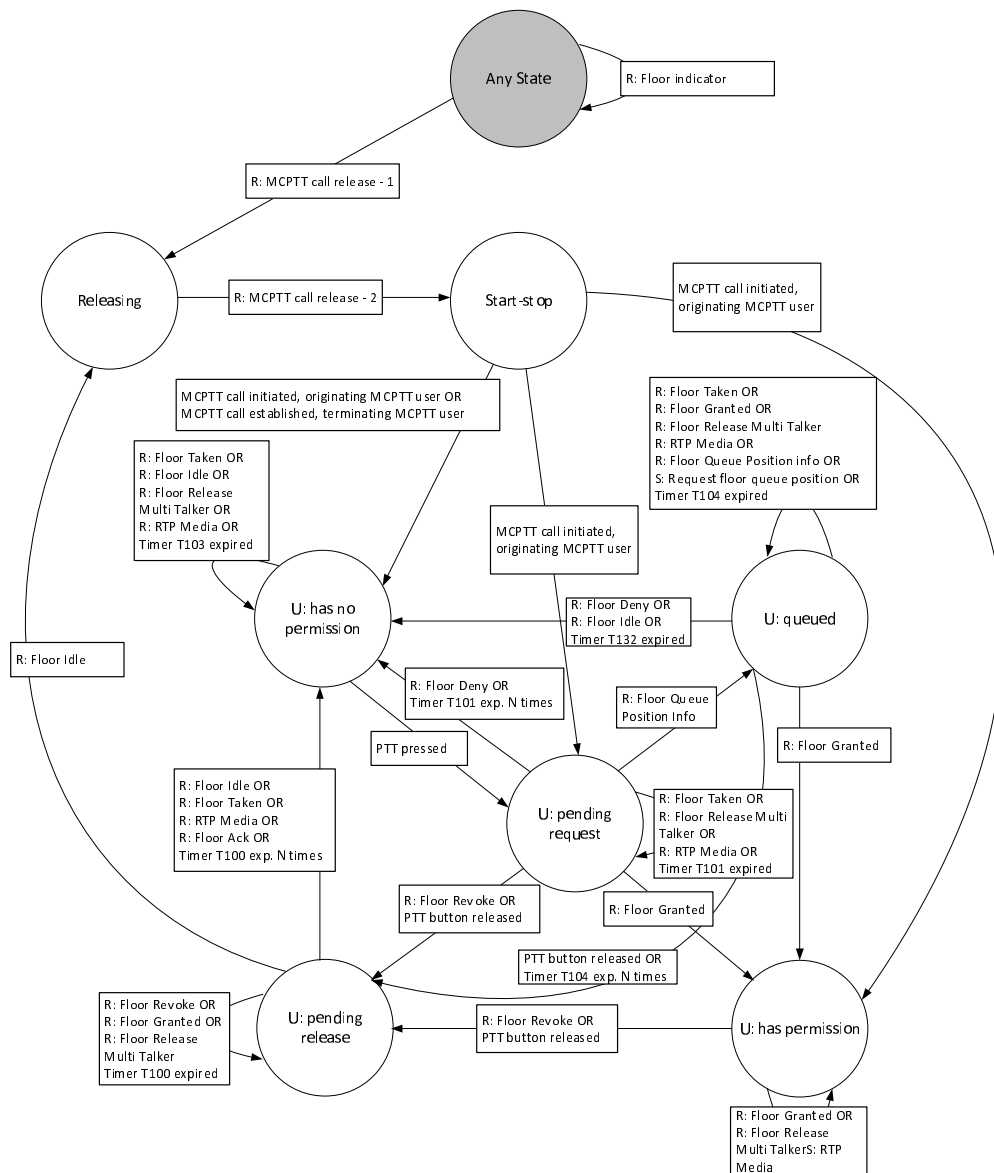 Any State
R: Floor indicator
R: MCPTT call release - 1
Releasing
R: MCPTT call release - 2
Start-stop
MCPTT call initiated,
originating MCPTT user
MCPTT call initiated, originating MCPTT user OR
MCPTT call established, terminating MCPTT user
R: Floor Taken OR
R: Floor Granted OR
R: Floor Release Multi Talker
R: RTP Media OR
R: Floor Queue Position info OR
S: Request floor queue position OR
Timer T104 expired
R: Floor Taken OR
R: Floor Idle OR
R: Floor Release
Multi Talker OR
R: RTP Media OR
Timer T103 expired
MCPTT call initiated,
originating MCPTT user
U: has no
permission
R: Floor Deny OR
R: Floor Idle OR
Timer T132 expired
U: queued
R: Floor Idle
R: Floor Deny OR
Timer T101 exp. N times
R: Floor Queue
Position Info
PTT pressed
R: Floor Granted
R: Floor Idle OR
R: Floor Taken OR
R: RTP Media OR
R: Floor Ack OR
Timer T100 exp. N times
U: pending
request
R: Floor Taken OR
R: Floor Release Multi
Talker OR
R: RTP Media OR
Timer T101 expired
R: Floor Revoke OR
PTT button released
R: Floor Granted
PTT button released OR
Timer T104 exp. N times
R: Floor Revoke OR
R: Floor Granted OR
R: Floor Release
Multi Talker
Timer T100 expired
U: pending
release
R: Floor Revoke OR
PTT button released
U: has permission
R: Floor Granted OR
R: Floor Release
Multi TalkerS: RTP
Media